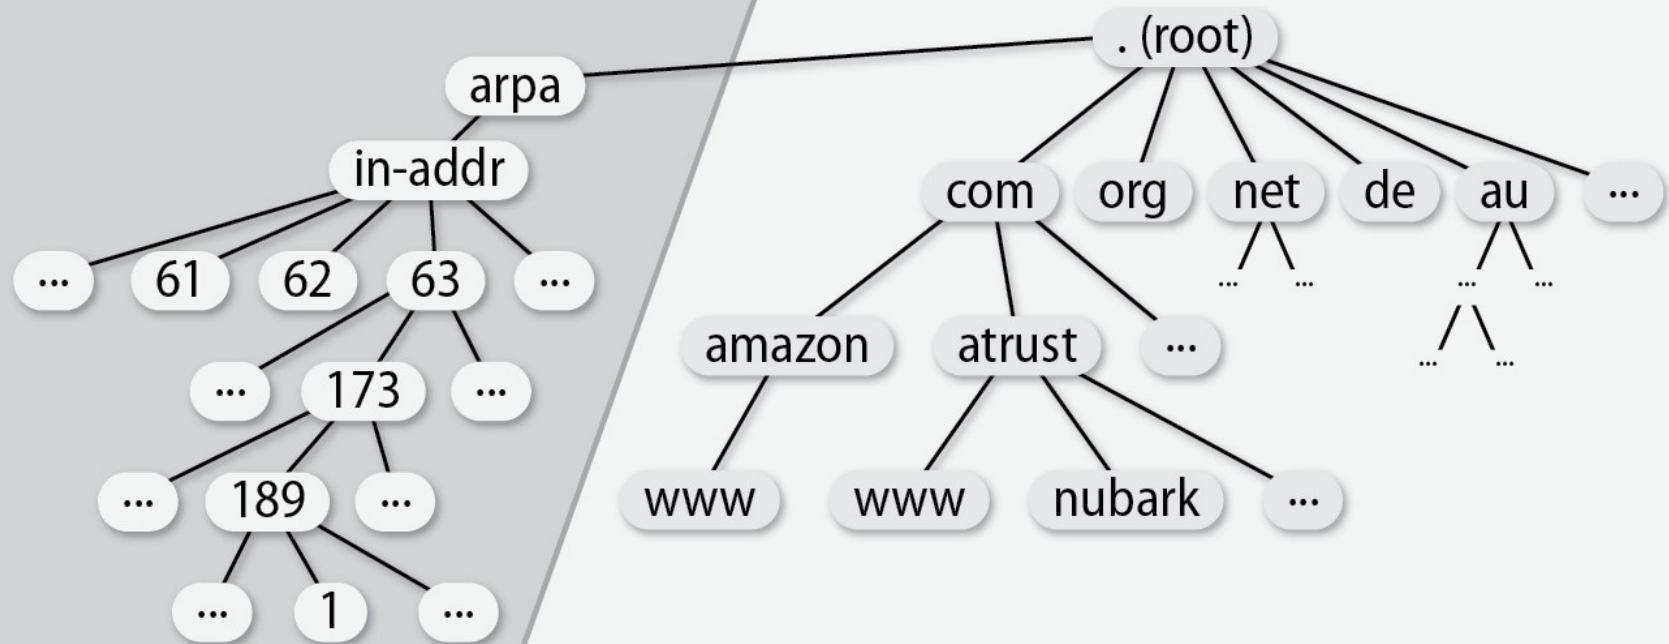 . (root)
arpa
in-addr
com org net de au ...
... 61 62 63 ...
... ... ... ...
amazon atrust ...
... ...
... 173 ...
... 189 ...
www www nubark ...
... 1 ...